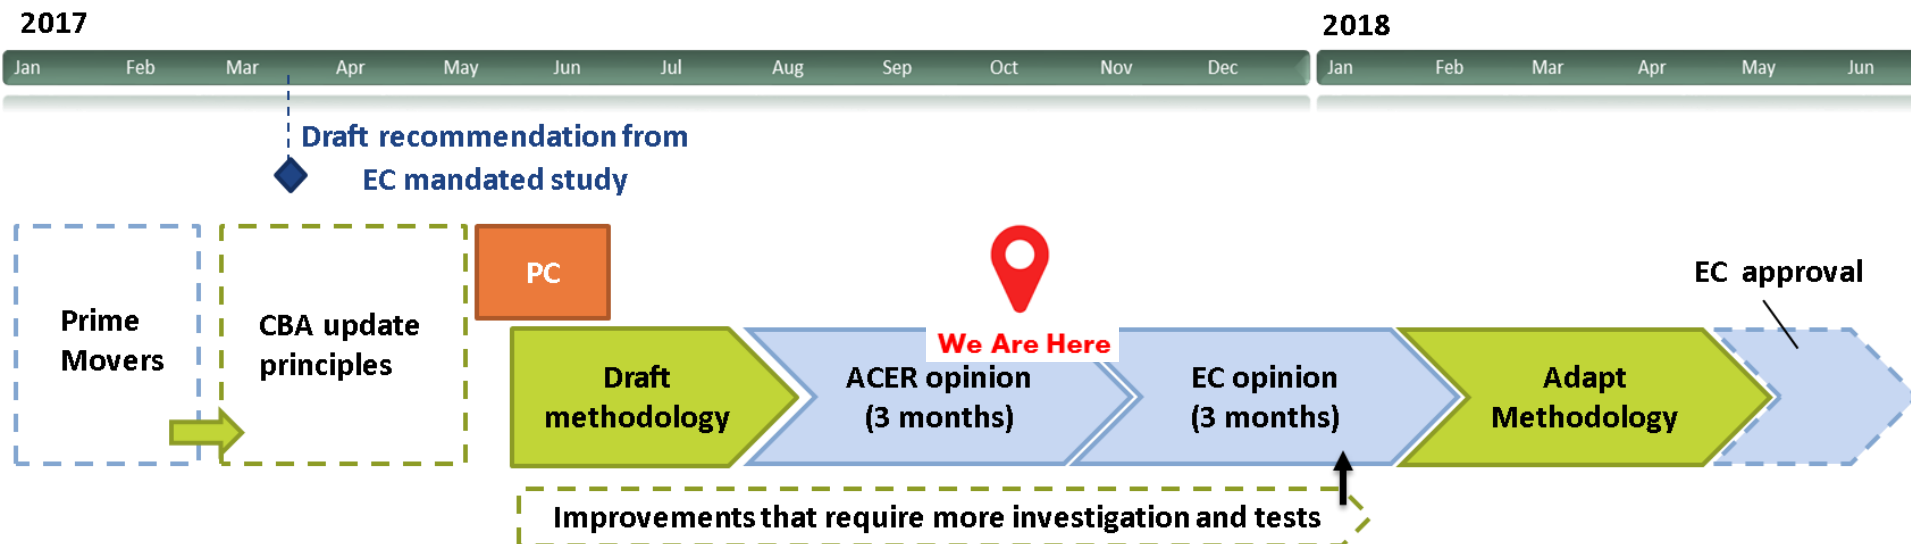 2017
2018
Jan Feb Mar Apr May Jun Jul Aug Sep Oct Nov Dec Jan Feb Mar Apr May Jun
Draft recommendation from
EC mandated study
PC
EC approval
Prime
Movers
CBA update
principles
We Are Here
Draft
methodology
ACER opinion
(3 months)
EC opinion
(3 months)
Adapt
Methodology
Improvements that require more investigation and tests